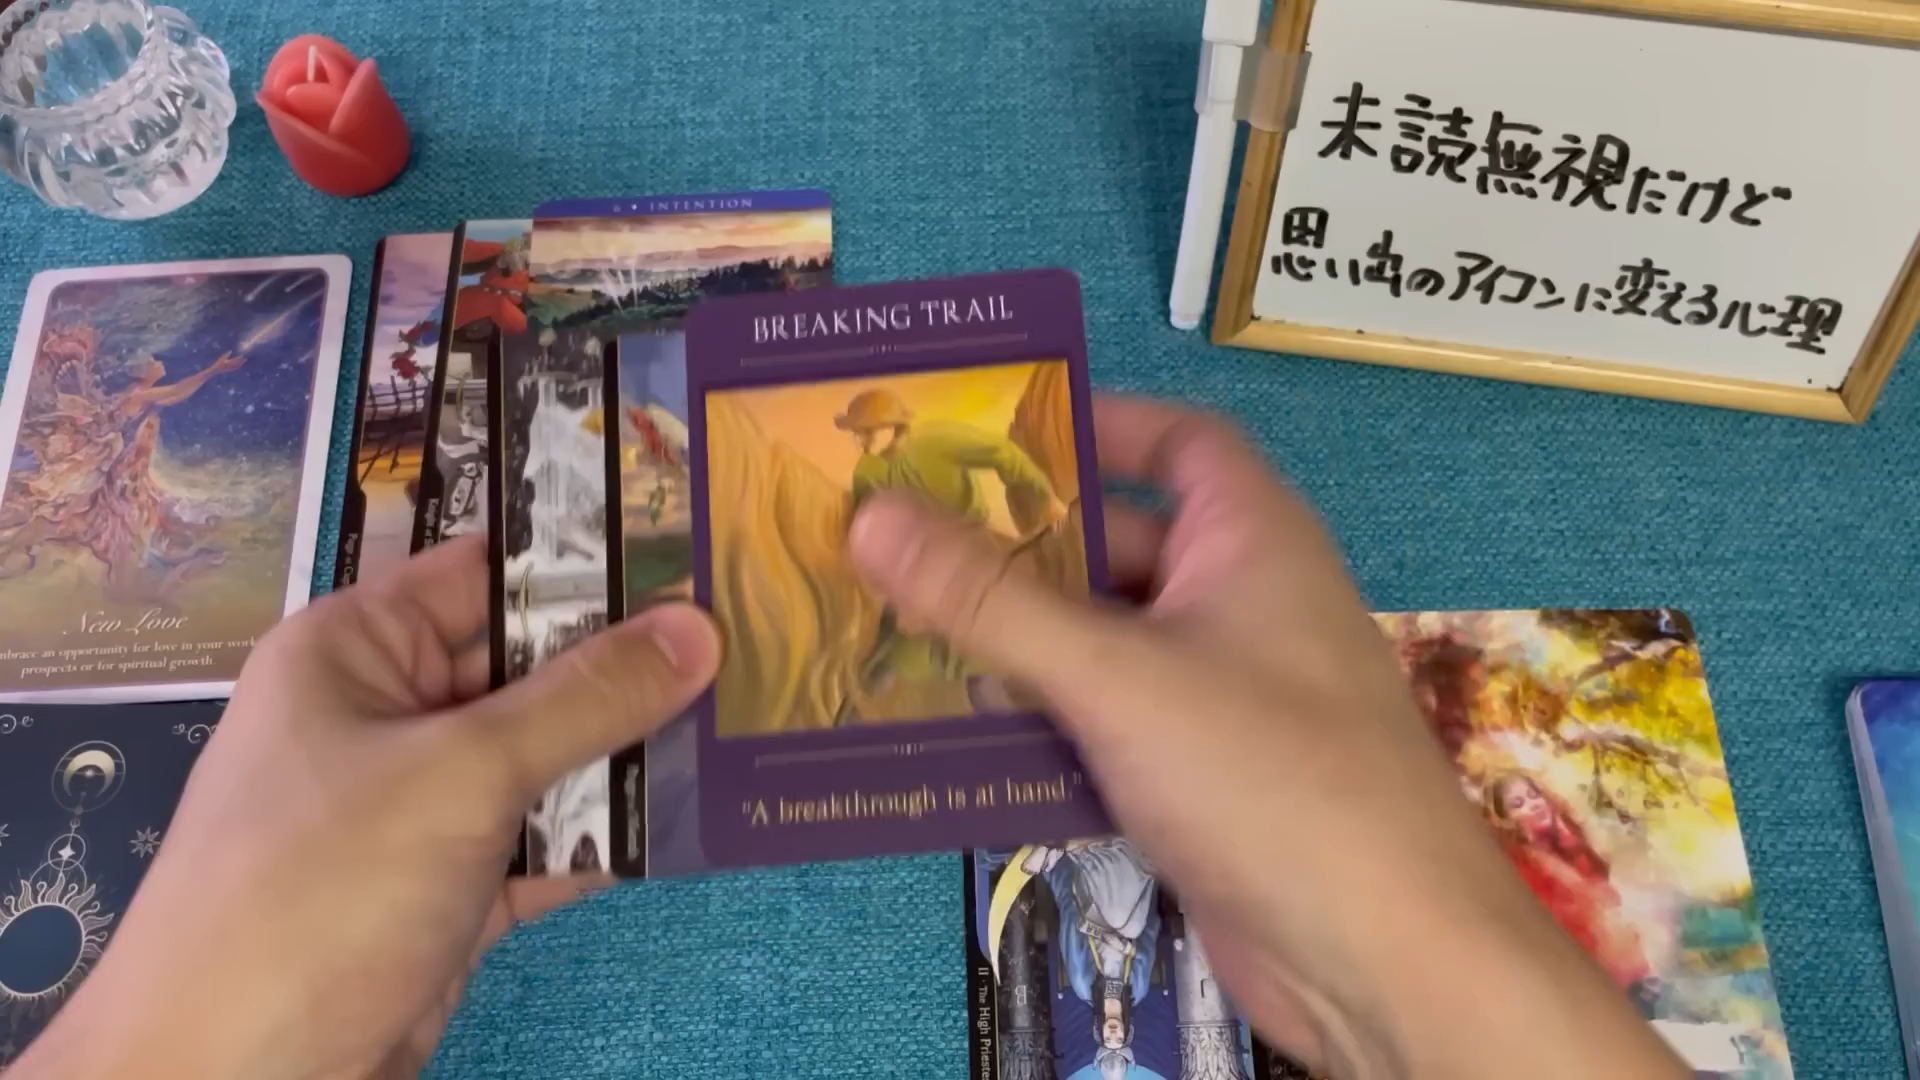 未読無視だけど
思い出のアイコンに変える心理
6 • INTENTION
BREAKING TRAIL
"A breakthrough is at hand."
New Love
mbrace an opportunity for love in your work
prospects or for spiritual growth.
II · The High Prieste
B